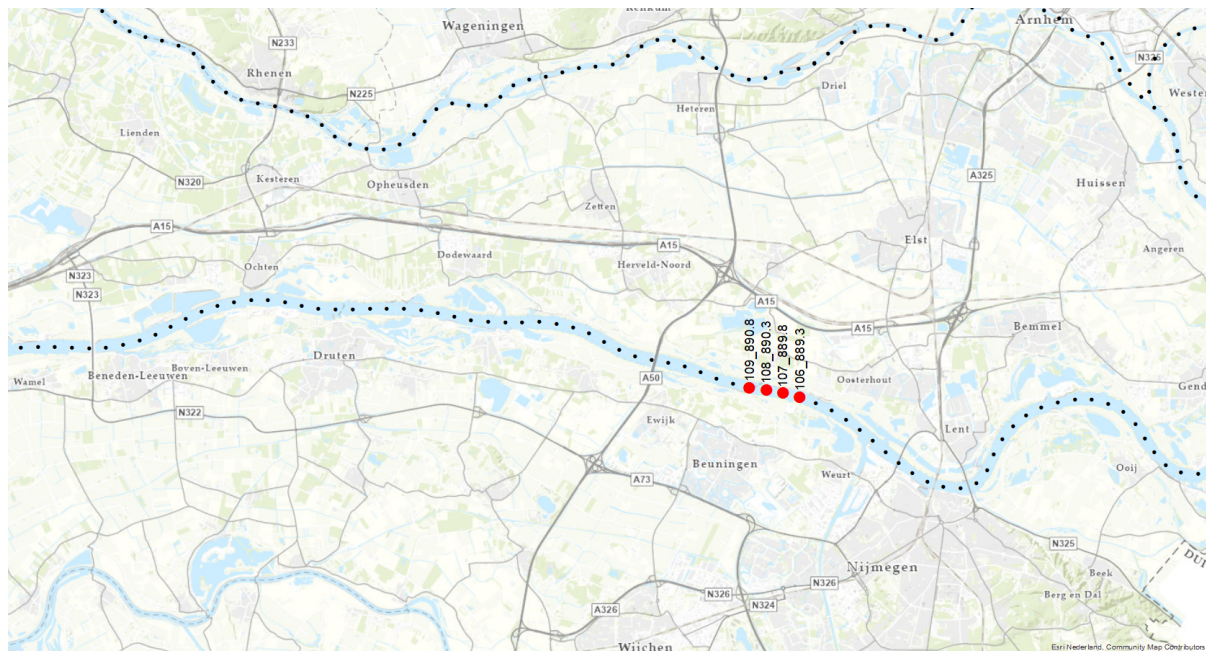 Wageningen
Renkum
Arnhem
N233
Rhenen
N325
N225
Driel
Wester
Heteren
Lienden
N320
Kesteren
Opheusden
A325
Huissen
Zetten
A15
A15
Elst
Angeren
Dodewaard
Herveld-Noord
Ochten
N323
N323
A15
A15
Bemmel
109_890.8
108_890.3
107_889.8
106_889.3
Druten
Boven-Leeuwen
Beneden-Leeuwen
Wamel
A50
Oosterhout
Gend
N322
Ewijk
Lent
Beuningen
Weurt
Ooij
A73
N325
Nijmegen
DUI
Beek
N326
N326
N324
A326
Berg en Dal
Wijchen
Esri Nederland, Community Map Contributors